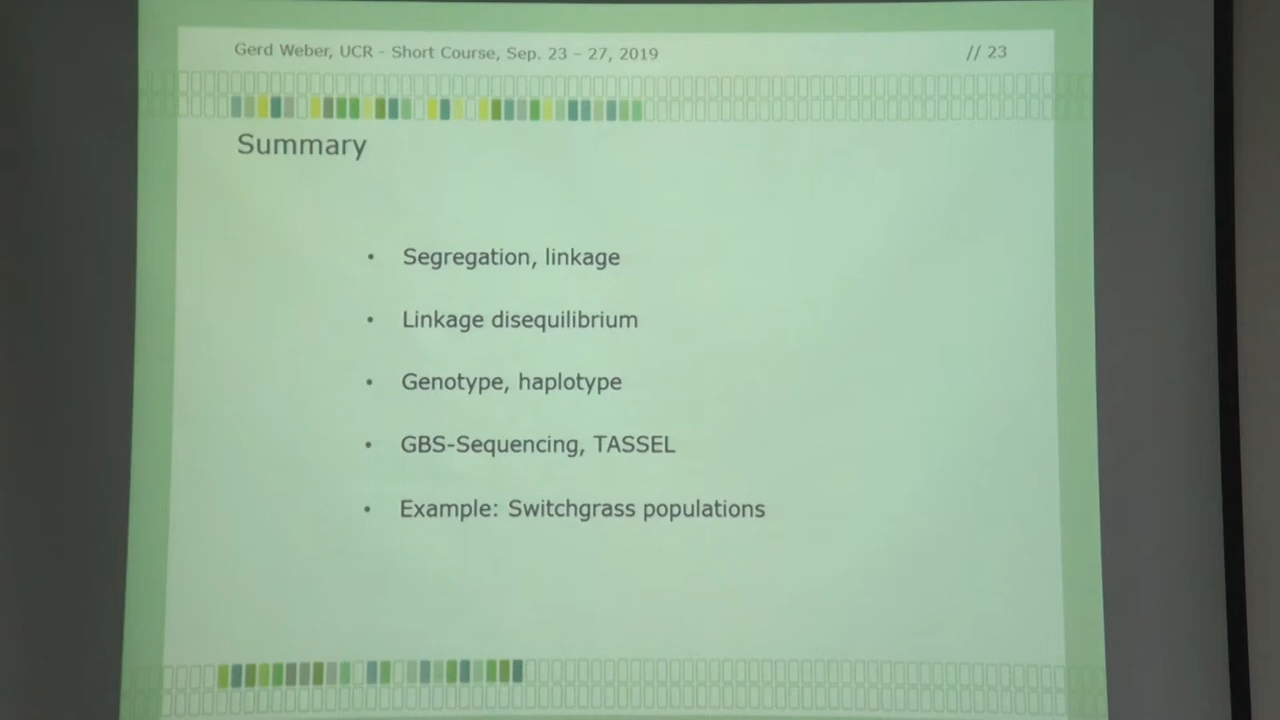 Gerd Weber, UCR - Short Course, Sep. 23 – 27, 2019
// 23
Summary
• Segregation, linkage
• Linkage disequilibrium
• Genotype, haplotype
• GBS-Sequencing, TASSEL
• Example: Switchgrass populations